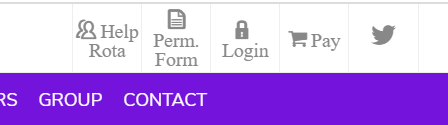 Help
Rota
Perm.
Form
Login
Pay
RS GROUP CONTACT